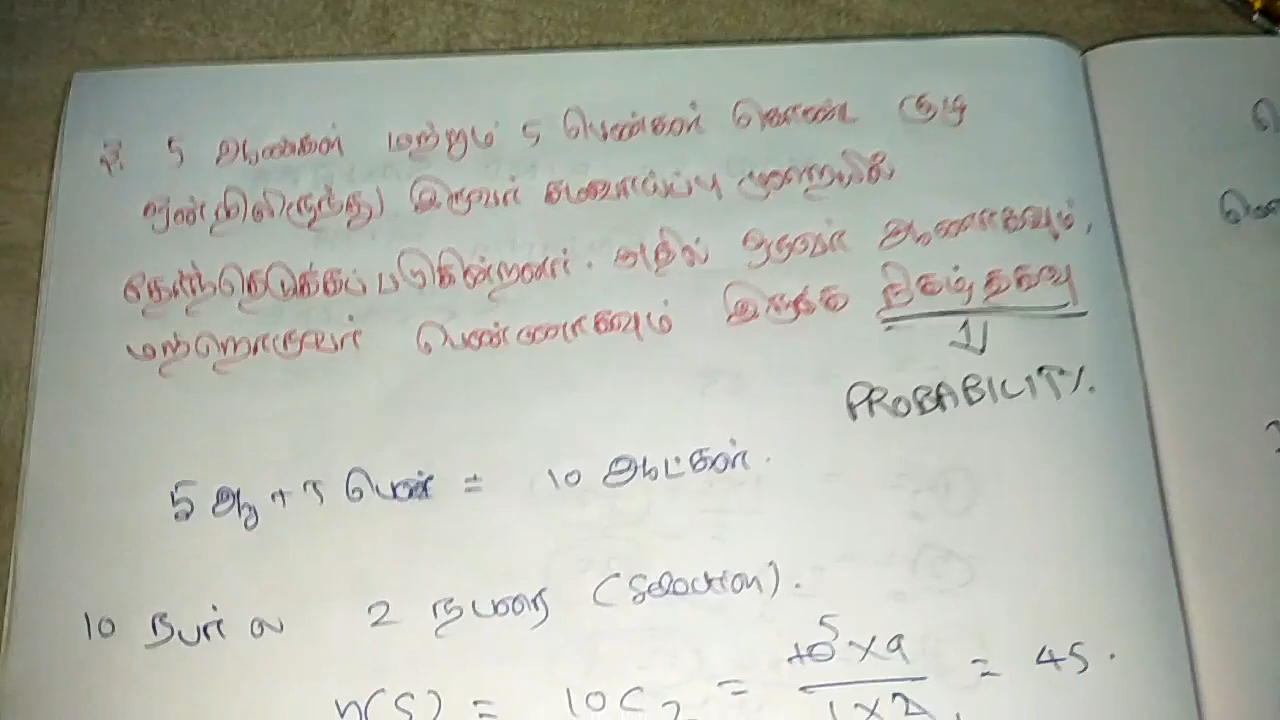 5 ஆண்கள் மற்றும் 5 பெண்கள் கொண்ட குழு
ஒன்றிலிருந்து இருவர் சமவாய்ப்பு முறையில்
தேர்ந்தெடுக்கப் படுகின்றனர். அதில் ஒருவர் ஆணாகவும்,
மற்றொருவர் பெண்ணாகவும் இருக்க நிகழ்தகவு
PROBABILITY.
5 ஆ + 5 பெண் = 10 ஆட்கள்.
10 நபர் ல 2 நபரை (Selection).
n(S) = 10C2 = 10 5 x 9 / 1 x 2 = 45.